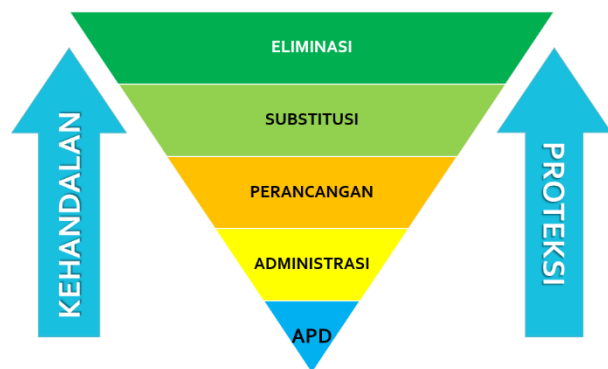 ELIMINASI
SUBSTITUSI
PERANCANGAN
ADMINISTRASI
APD
KEHANDALAN
PROTEKSI